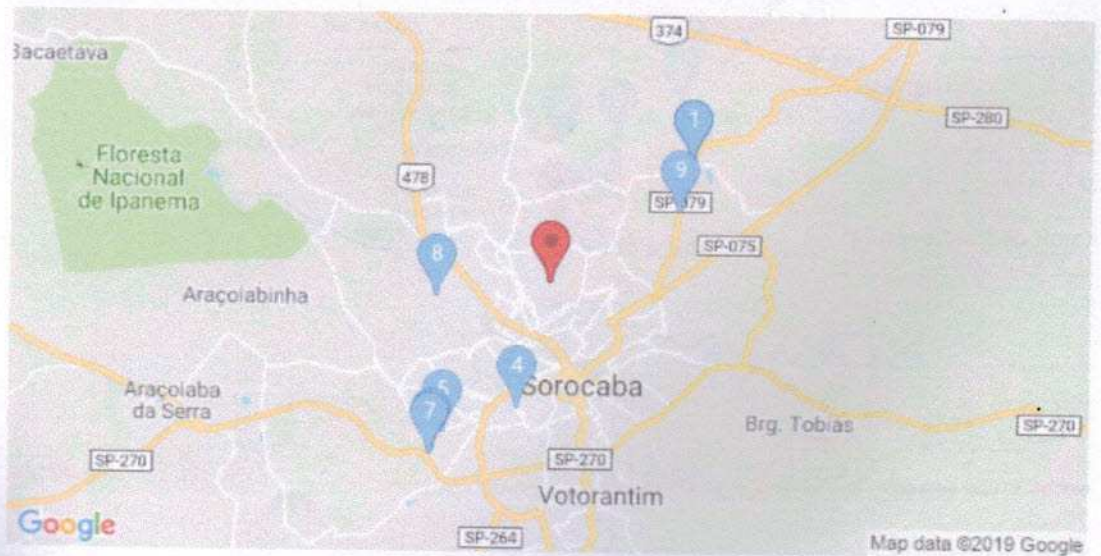 Bacaetava
374
SP-079
1
SP-280
Floresta
Nacional
de Ipanema
478
9
SP-079
SP-075
8
Araçoiabinha
4
Sorocaba
5
Araçoiaba
da Serra
7
Brg. Tobias
SP-270
SP-270
SP-270
Votorantim
Google
SP-264
Map data ©2019 Google